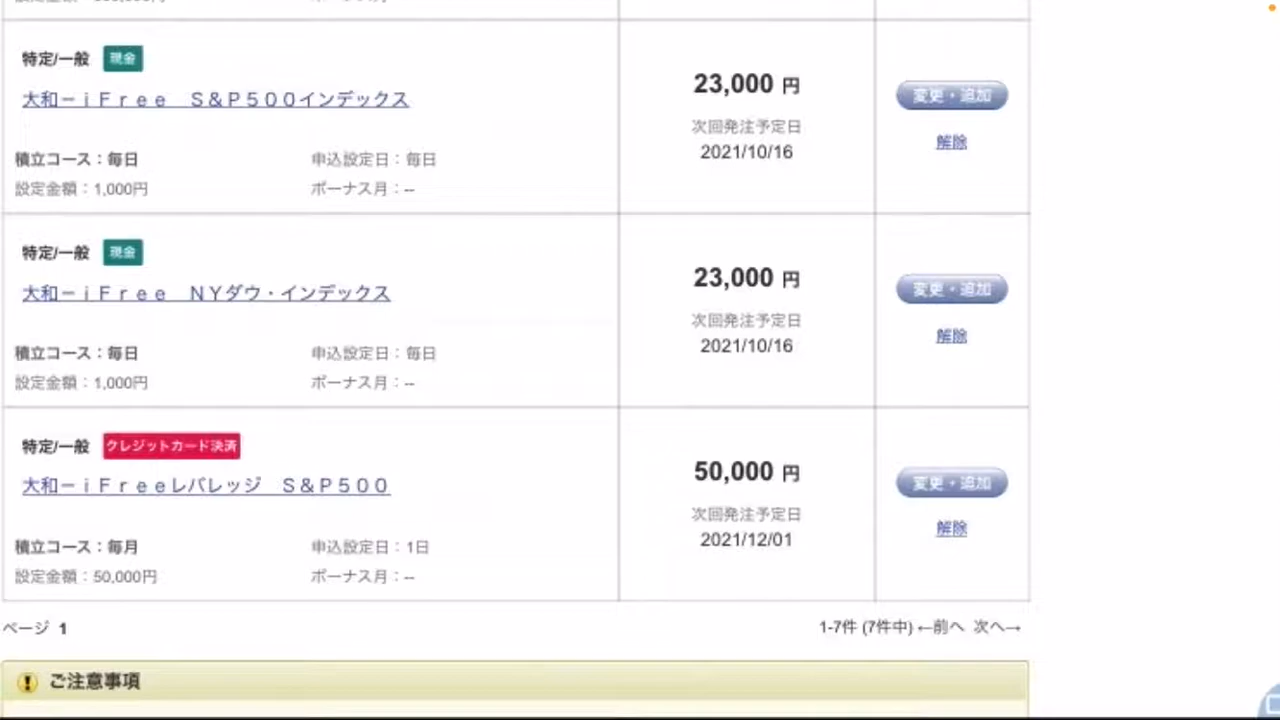 特定/一般 現金
大和－ｉＦｒｅｅ　Ｓ＆Ｐ５００インデックス
積立コース：毎日 申込設定日：毎日
設定金額：1,000円 ボーナス月：--
23,000 円
次回発注予定日
2021/10/16
変更・追加
解除
特定/一般 現金
大和－ｉＦｒｅｅ　ＮＹダウ・インデックス
積立コース：毎日 申込設定日：毎日
設定金額：1,000円 ボーナス月：--
23,000 円
次回発注予定日
2021/10/16
変更・追加
解除
特定/一般 クレジットカード決済
大和－ｉＦｒｅｅレバレッジ　Ｓ＆Ｐ５００
積立コース：毎月 申込設定日：1日
設定金額：50,000円 ボーナス月：--
50,000 円
次回発注予定日
2021/12/01
変更・追加
解除
ページ 1
1-7件 (7件中) ←前へ 次へ→
ご注意事項